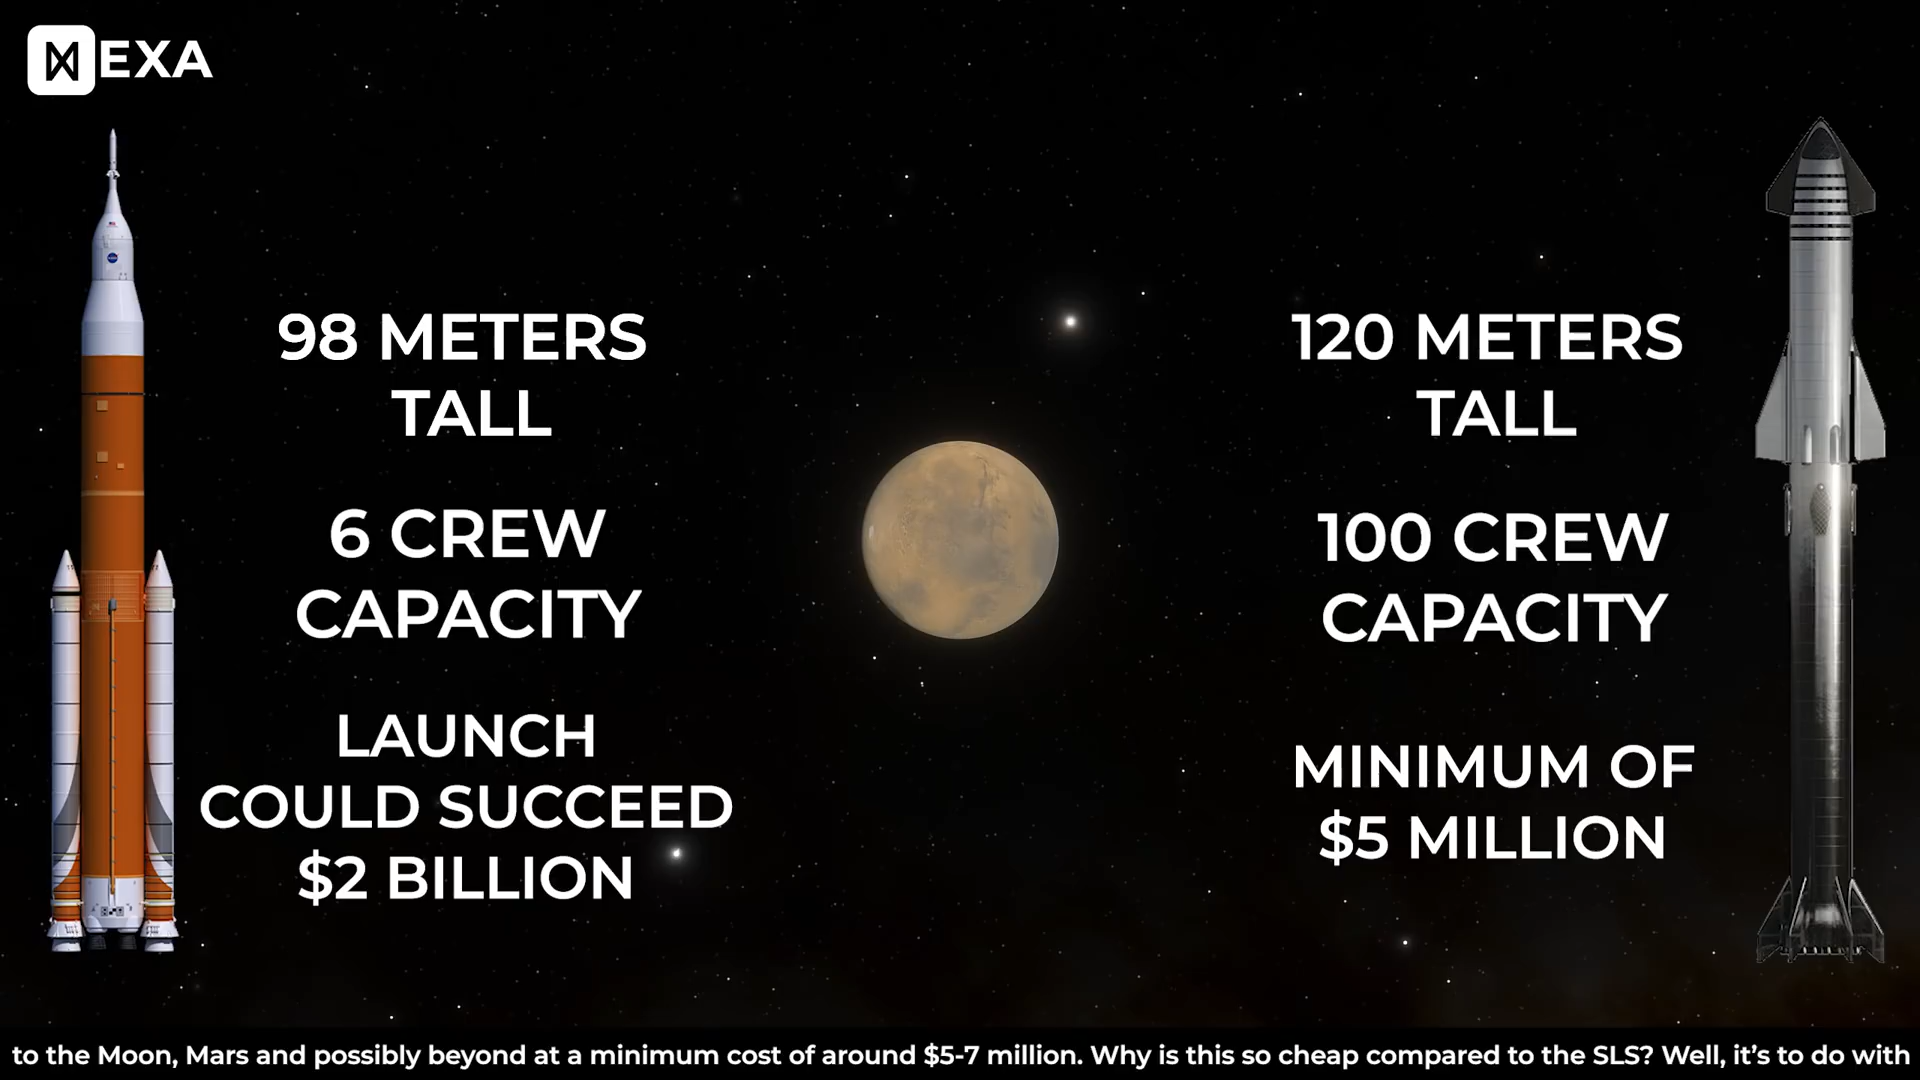 MEXA
98 METERS
TALL
6 CREW
CAPACITY
LAUNCH
COULD SUCCEED
$2 BILLION
120 METERS
TALL
100 CREW
CAPACITY
MINIMUM OF
$5 MILLION
to the Moon, Mars and possibly beyond at a minimum cost of around $5-7 million. Why is this so cheap compared to the SLS? Well, it's to do with